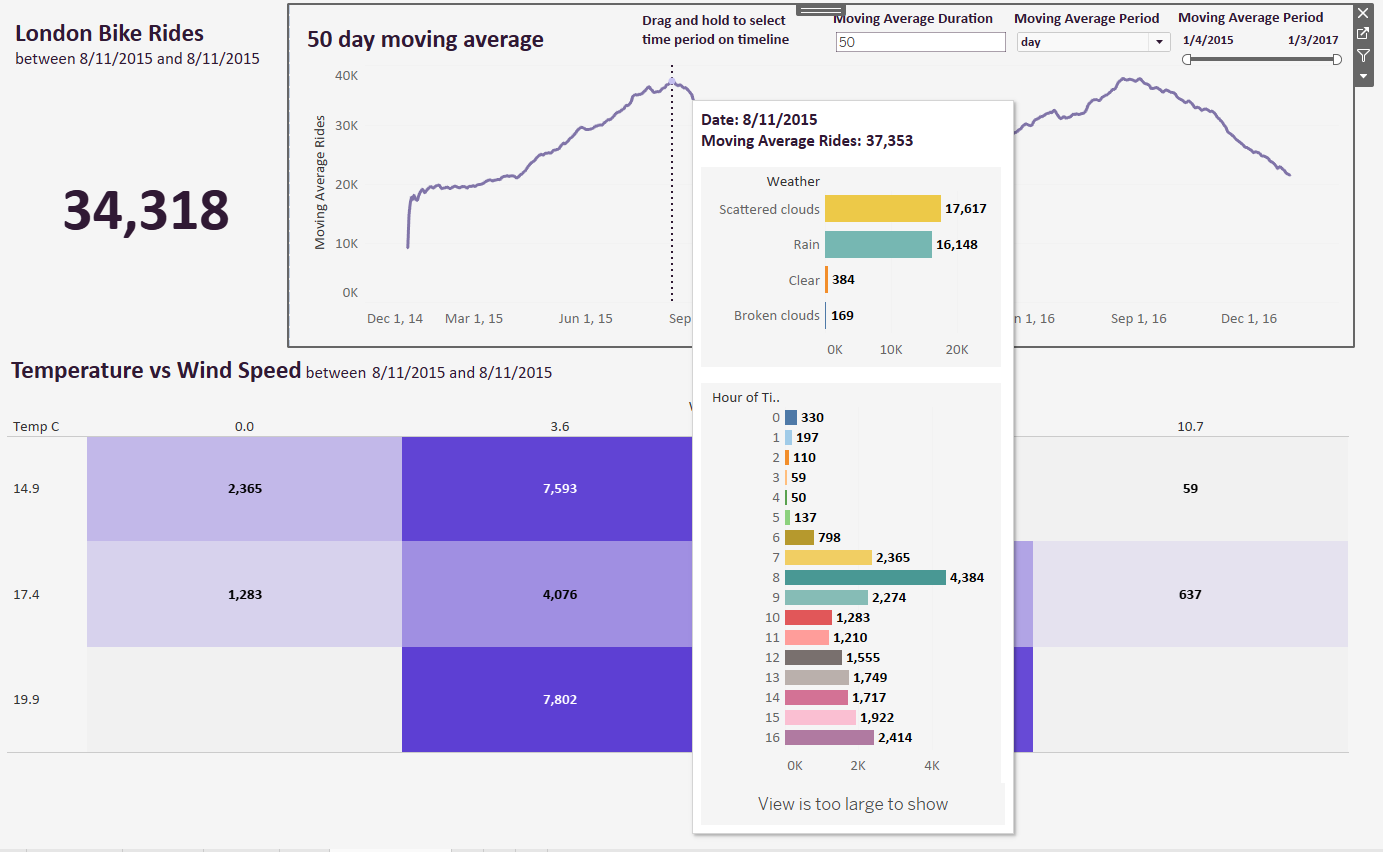 London Bike Rides
between 8/11/2015 and 8/11/2015
34,318
50 day moving average
Drag and hold to select
time period on timeline
Moving Average Duration
50
Moving Average Period
day
Moving Average Period
1/4/2015 1/3/2017
Moving Average Rides
40K
30K
20K
10K
0K
Dec 1, 14 Mar 1, 15 Jun 1, 15 Sep n 1, 16 Sep 1, 16 Dec 1, 16
Date: 8/11/2015
Moving Average Rides: 37,353
Weather
Scattered clouds 17,617
Rain 16,148
Clear 384
Broken clouds 169
0K 10K 20K
Hour of Ti..
0 330
1 197
2 110
3 59
4 50
5 137
6 798
7 2,365
8 4,384
9 2,274
10 1,283
11 1,210
12 1,555
13 1,749
14 1,717
15 1,922
16 2,414
0K 2K 4K
View is too large to show
Temperature vs Wind Speed between 8/11/2015 and 8/11/2015
Temp C 0.0 3.6 10.7
14.9 2,365 7,593 59
17.4 1,283 4,076 637
19.9 7,802